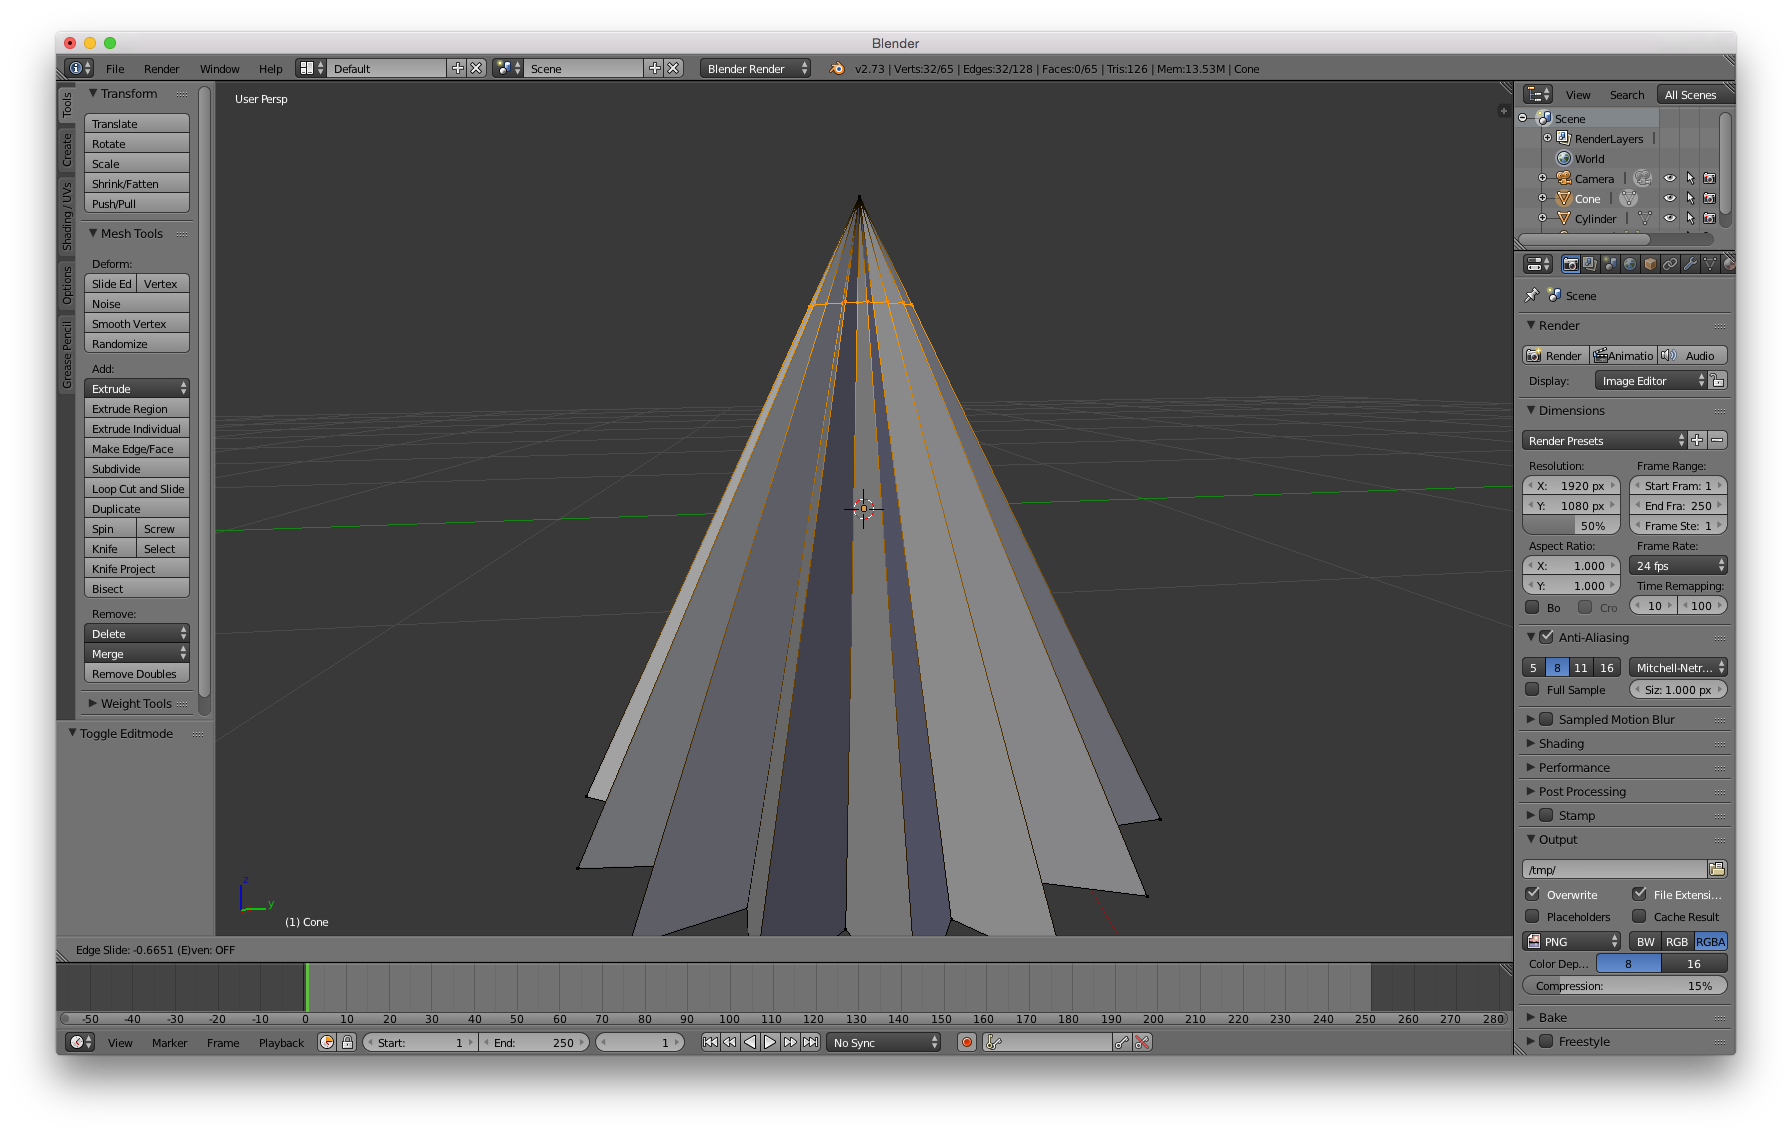 Blender
File Render Window Help Default Scene Blender Render v2.73 | Verts:32/65 | Edges:32/128 | Faces:0/65 | Tris:126 | Mem:13.53M | Cone
Tools
Create
Shading / UVs
Options
Grease Pencil
Transform
Translate
Rotate
Scale
Shrink/Fatten
Push/Pull
Mesh Tools
Deform:
Slide Ed Vertex
Noise
Smooth Vertex
Randomize
Add:
Extrude
Extrude Region
Extrude Individual
Make Edge/Face
Subdivide
Loop Cut and Slide
Duplicate
Spin Screw
Knife Select
Knife Project
Bisect
Remove:
Delete
Merge
Remove Doubles
Weight Tools
Toggle Editmode
User Persp
z
y
(1) Cone
Edge Slide: -0.6651 (E)ven: OFF
-50 -40 -30 -20 -10 0 10 20 30 40 50 60 70 80 90 100 110 120 130 140 150 160 170 180 190 200 210 220 230 240 250 260 270 280
View Marker Frame Playback Start: 1 End: 250 1 No Sync
View Search All Scenes
Scene
RenderLayers |
World
Camera |
Cone |
Cylinder |
Scene
Render
Render Animatio Audio
Display: Image Editor
Dimensions
Render Presets
Resolution: Frame Range:
X: 1920 px Start Fram: 1
Y: 1080 px End Fra: 250
50% Frame Ste: 1
Aspect Ratio: Frame Rate:
X: 1.000 24 fps
Y: 1.000 Time Remapping:
Bo Cro 10 100
Anti-Aliasing
5 8 11 16 Mitchell-Netr...
Full Sample Siz: 1.000 px
Sampled Motion Blur
Shading
Performance
Post Processing
Stamp
Output
/tmp/
Overwrite File Extensi...
Placeholders Cache Result
PNG BW RGB RGBA
Color Dep... 8 16
Compression: 15%
Bake
Freestyle